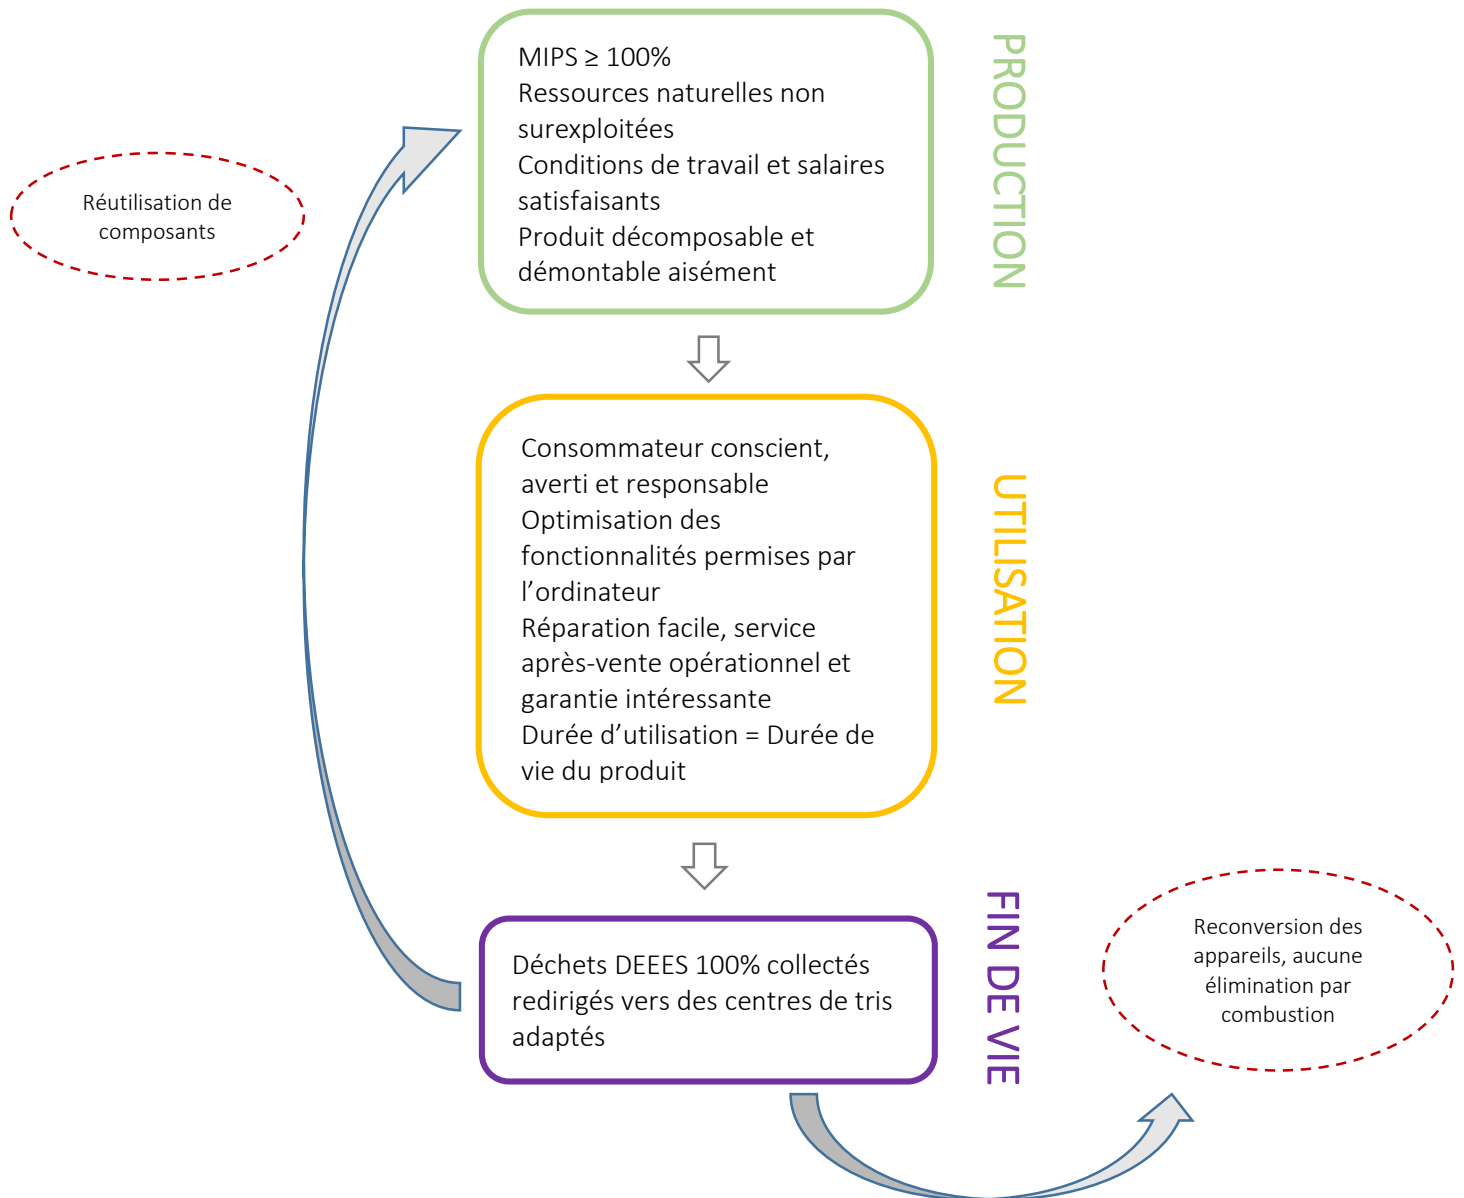 MIPS ≥ 100%
Ressources naturelles non
surexploitées
Conditions de travail et salaires
satisfaisants
Produit décomposable et
démontable aisément
PRODUCTION
Réutilisation de
composants
Consommateur conscient,
averti et responsable
Optimisation des
fonctionnalités permises par
l’ordinateur
Réparation facile, service
après-vente opérationnel et
garantie intéressante
Durée d’utilisation = Durée de
vie du produit
UTILISATION
Déchets DEEES 100% collectés
redirigés vers des centres de tris
adaptés
FIN DE VIE
Reconversion des
appareils, aucune
élimination par
combustion